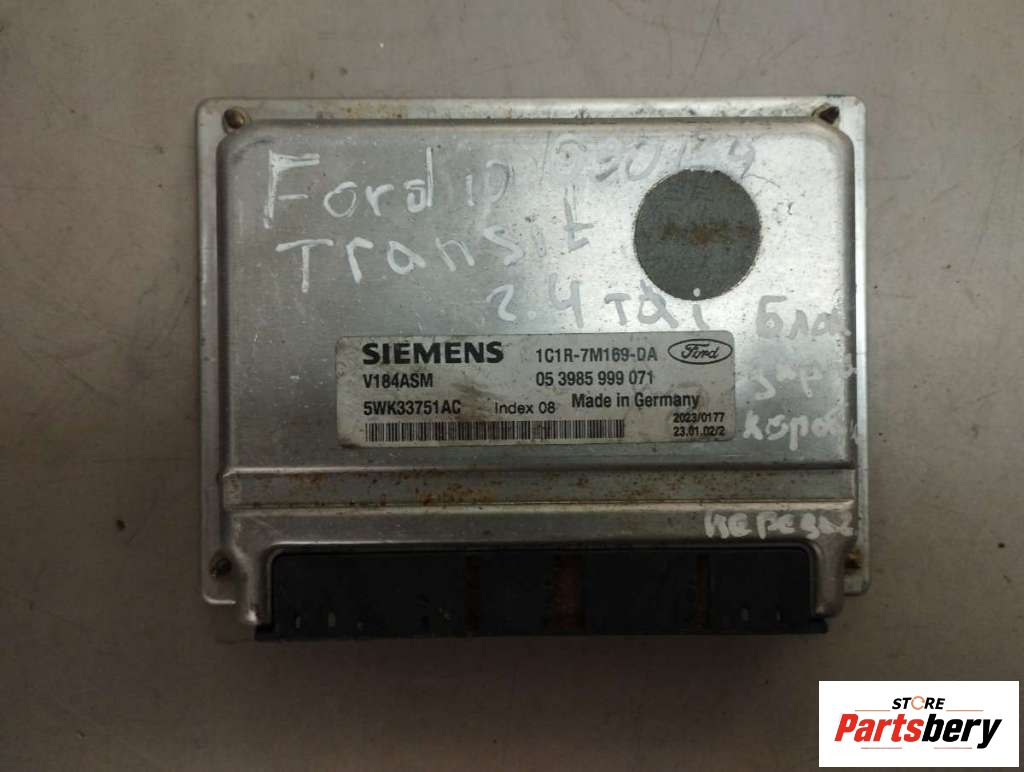 Ford
Transit
2.4 TDi
Блок
SIEMENS 1C1R-7M169-DA Ford
V184ASM 05 3985 999 071
5WK33751AC Index 08 Made in Germany
2023/0177
23.01.02/2
STORE
Partsbery